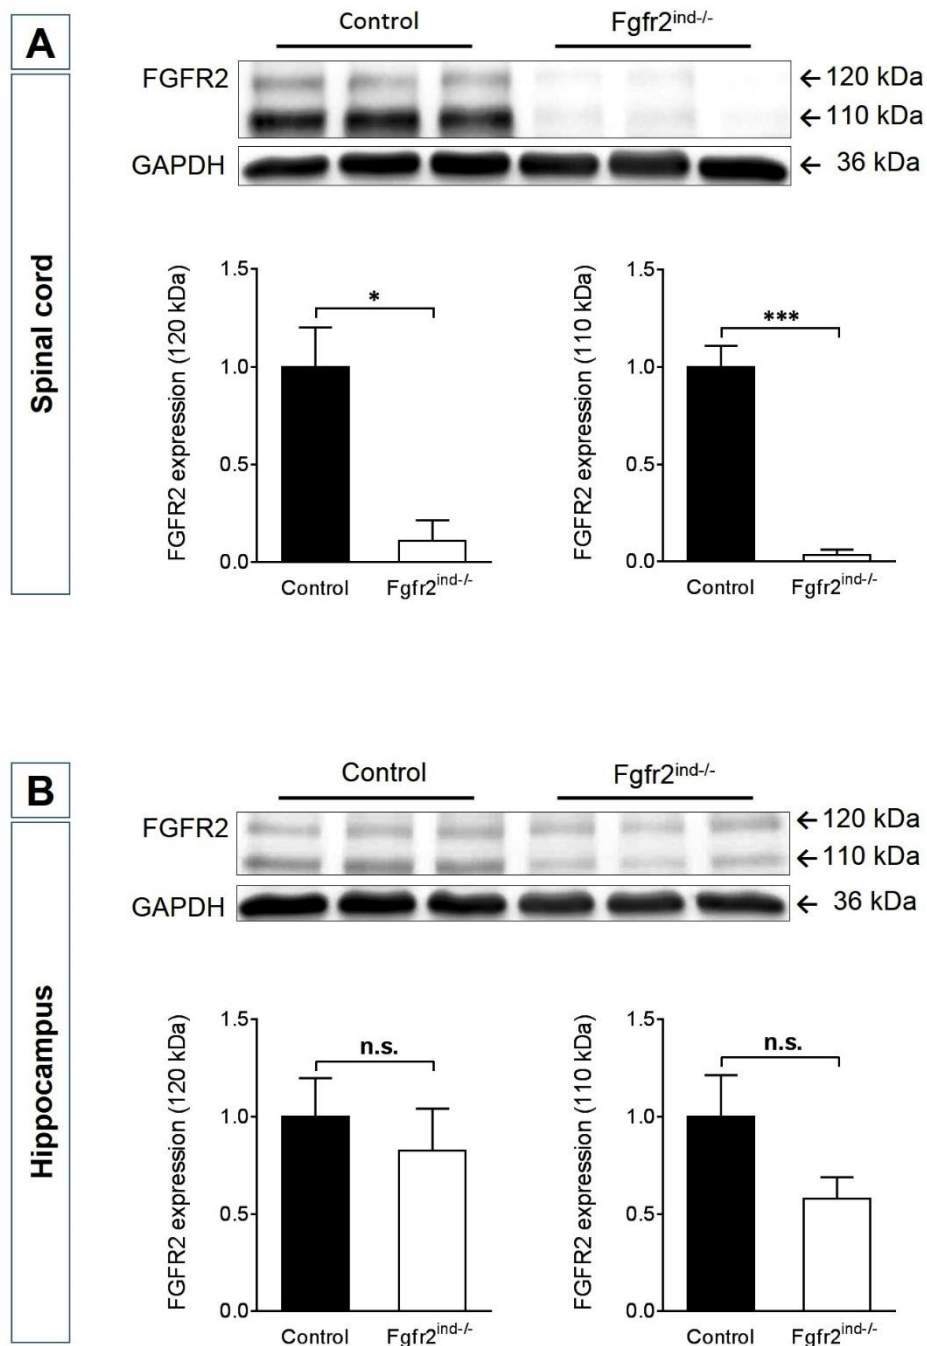 A
Control Fgfr2ind-/-
FGFR2 ←120 kDa
←110 kDa
GAPDH ← 36 kDa
Spinal cord
FGFR2 expression (120 kDa)
1.5
1.0
0.5
0.0
*
Control Fgfr2ind-/-
FGFR2 expression (110 kDa)
1.5
1.0
0.5
0.0
***
Control Fgfr2ind-/-
B
Control Fgfr2ind-/-
FGFR2 ←120 kDa
←110 kDa
GAPDH ← 36 kDa
Hippocampus
FGFR2 expression (120 kDa)
1.5
1.0
0.5
0.0
n.s.
Control Fgfr2ind-/-
FGFR2 expression (110 kDa)
1.5
1.0
0.5
0.0
n.s.
Control Fgfr2ind-/-